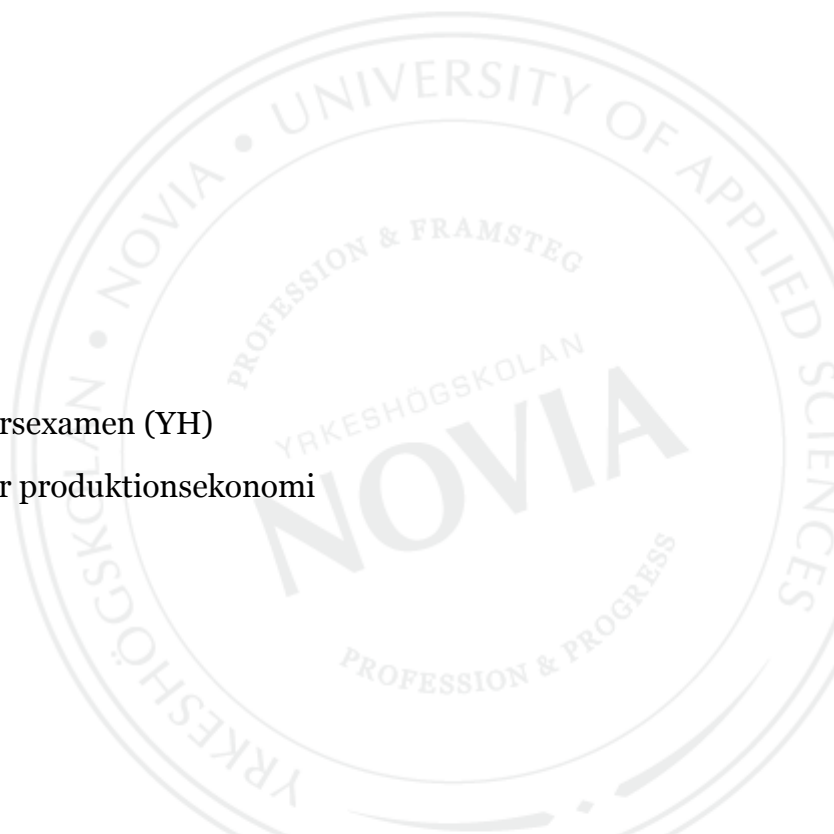 rsexamen (YH)
r produktionsekonomi
YRKESHÖGSKOLAN • NOVIA • UNIVERSITY OF APPLIED SCIENCES
PROFESSION & FRAMSTEG
YRKESHÖGSKOLAN
NOVIA
PROFESSION & PROGRESS